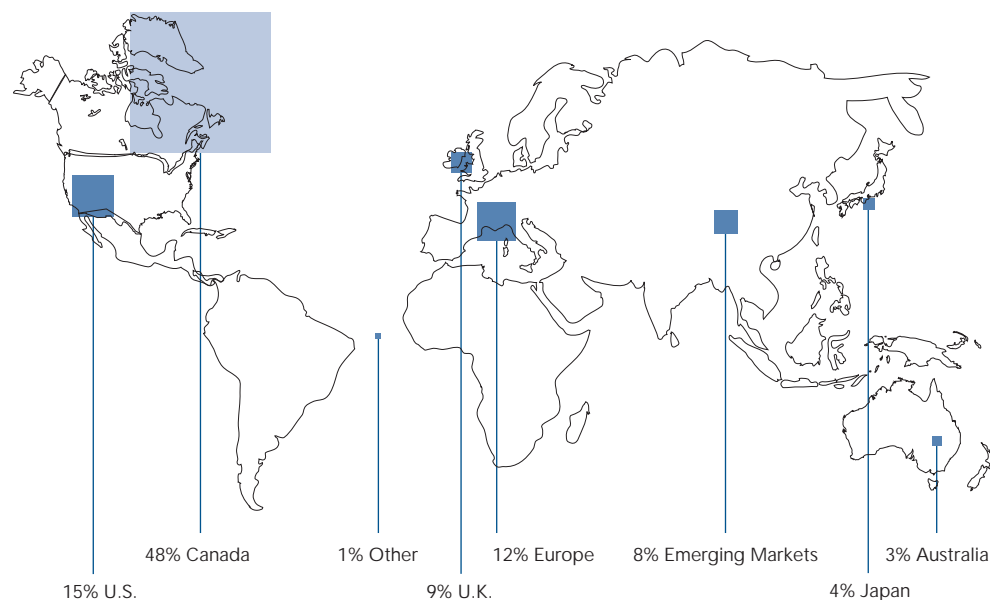 48% Canada
1% Other
12% Europe
8% Emerging Markets
3% Australia
15% U.S.
9% U.K.
4% Japan